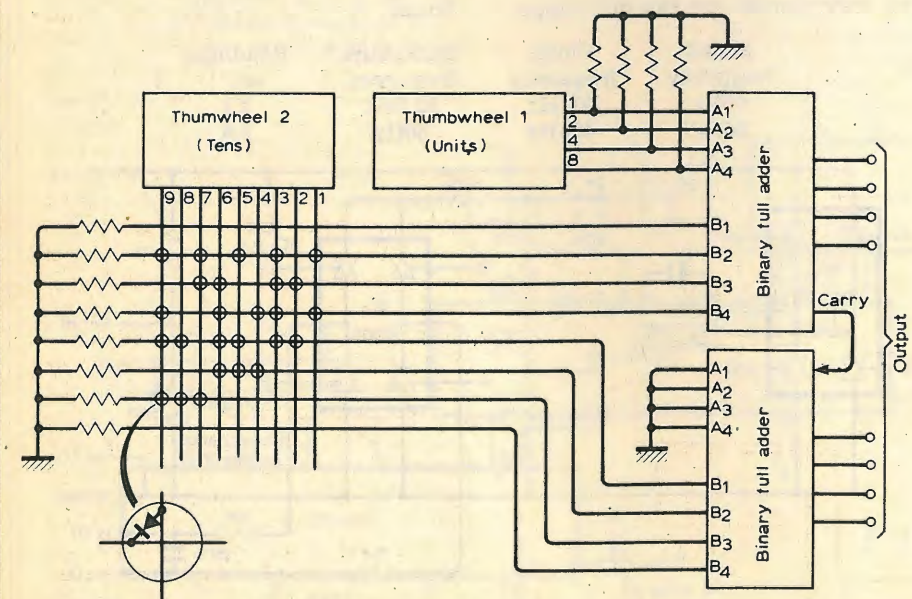 Thumwheel 2
(Tens)
Thumbwheel 1
(Units)
1
2
4
8
9 8 7 6 5 4 3 2 1
A1
A2
A3
A4
B1
B2
B3
B4
Binary full adder
Carry
A1
A2
A3
A4
B1
B2
B3
B4
Binary full adder
Output